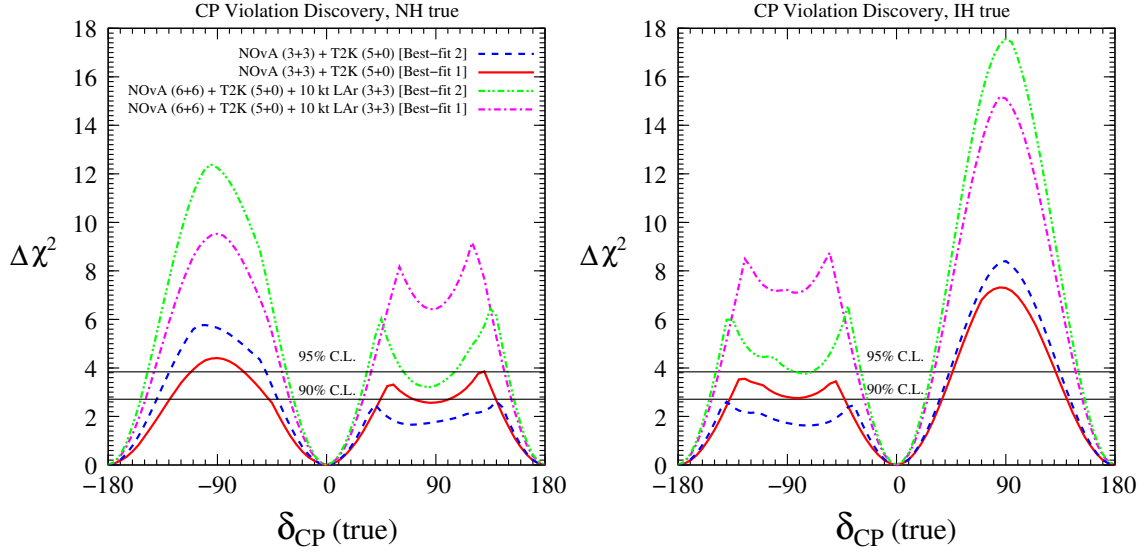 CP Violation Discovery, NH true
NOνA (3+3) + T2K (5+0) [Best−fit 2]
NOνA (3+3) + T2K (5+0) [Best−fit 1]
NOνA (6+6) + T2K (5+0) + 10 kt LAr (3+3) [Best−fit 2]
NOνA (6+6) + T2K (5+0) + 10 kt LAr (3+3) [Best−fit 1]
18
16
14
12
10
8
6
4
2
0
Δχ²
95% C.L.
90% C.L.
−180 −90 0 90 180
δCP (true)
CP Violation Discovery, IH true
18
16
14
12
10
8
6
4
2
0
Δχ²
95% C.L.
90% C.L.
−180 −90 0 90 180
δCP (true)